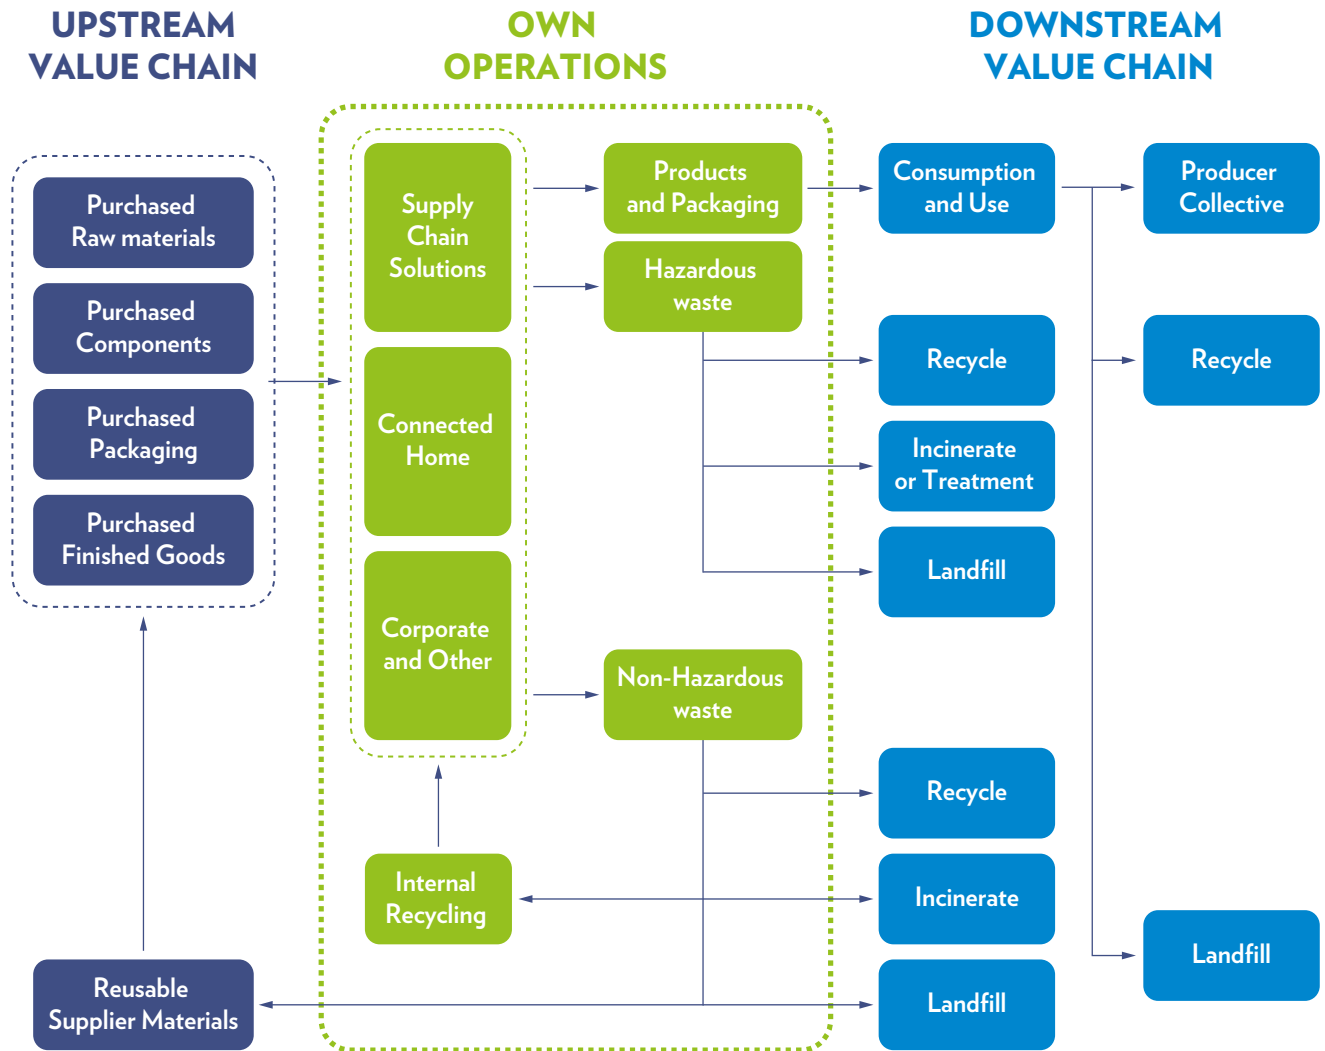 UPSTREAM
VALUE CHAIN
OWN
OPERATIONS
DOWNSTREAM
VALUE CHAIN
Purchased
Raw materials
Purchased
Components
Purchased
Packaging
Purchased
Finished Goods
Reusable
Supplier Materials
Supply
Chain
Solutions
Connected
Home
Corporate
and Other
Internal
Recycling
Products
and Packaging
Hazardous
waste
Non-Hazardous
waste
Consumption
and Use
Recycle
Incinerate
or Treatment
Landfill
Recycle
Incinerate
Landfill
Producer
Collective
Recycle
Landfill